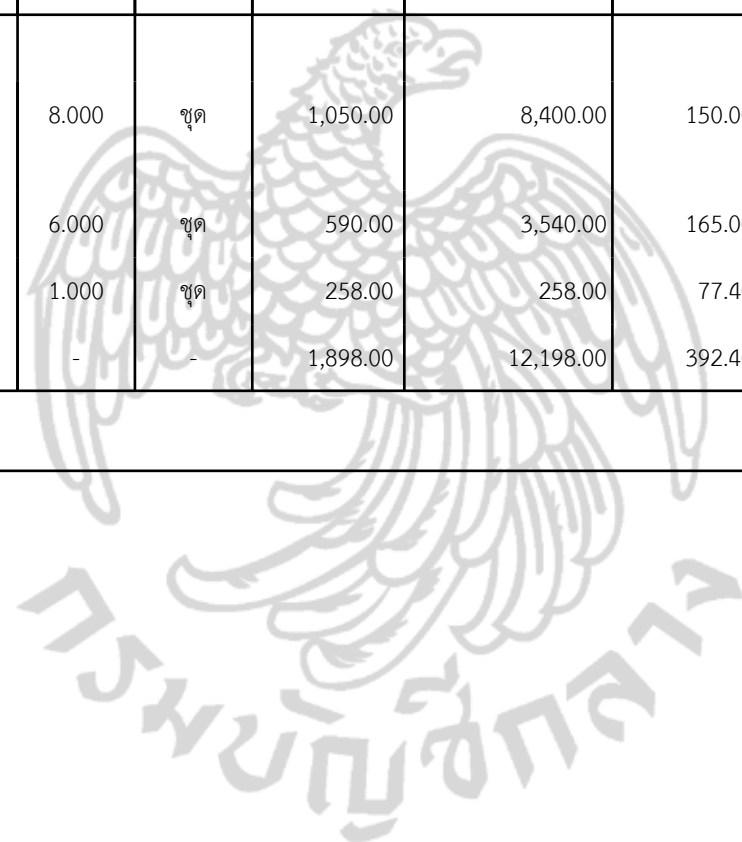 8.000 ชุด 1,050.00 8,400.00 150.0
6.000 ชุด 590.00 3,540.00 165.0
1.000 ชุด 258.00 258.00 77.4
- - 1,898.00 12,198.00 392.4
กรมบัญชีกลาง